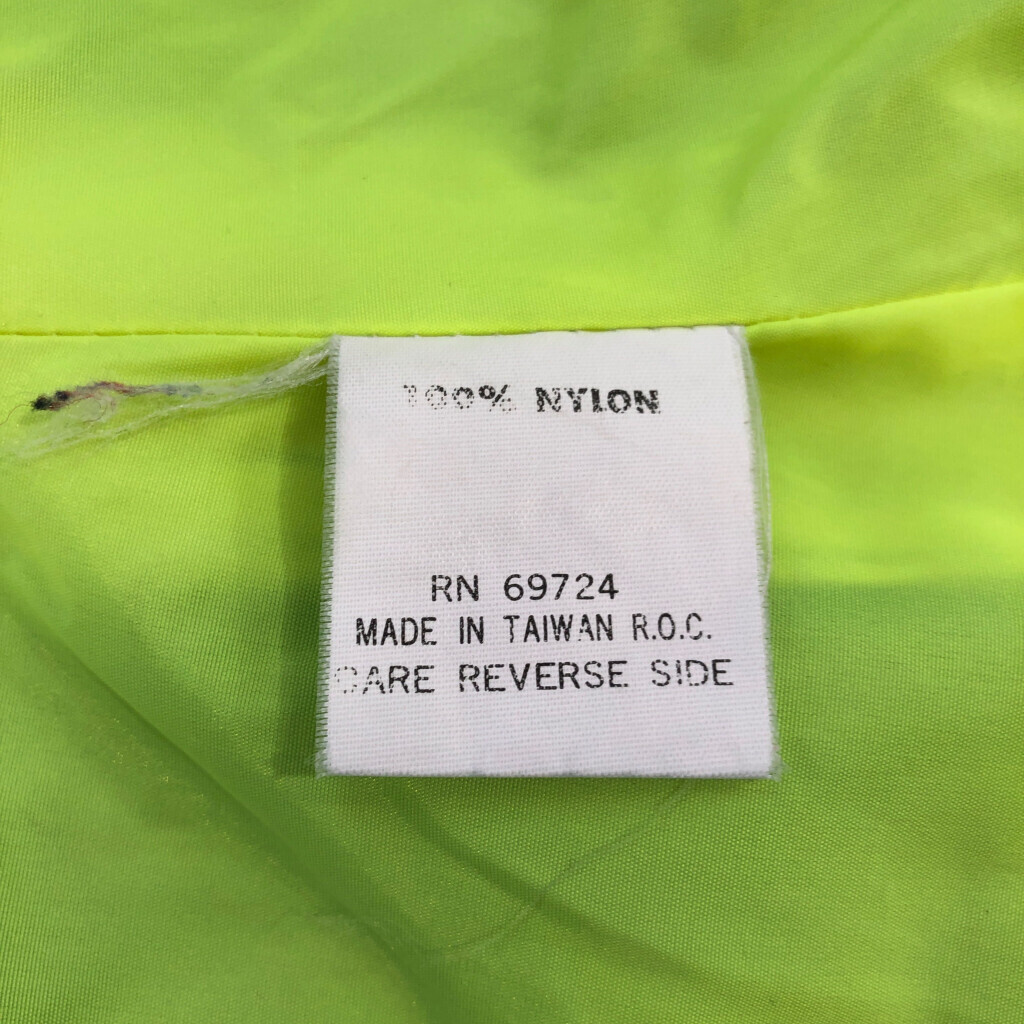 100% NYLON
RN 69724
MADE IN TAIWAN R.O.C.
CARE REVERSE SIDE